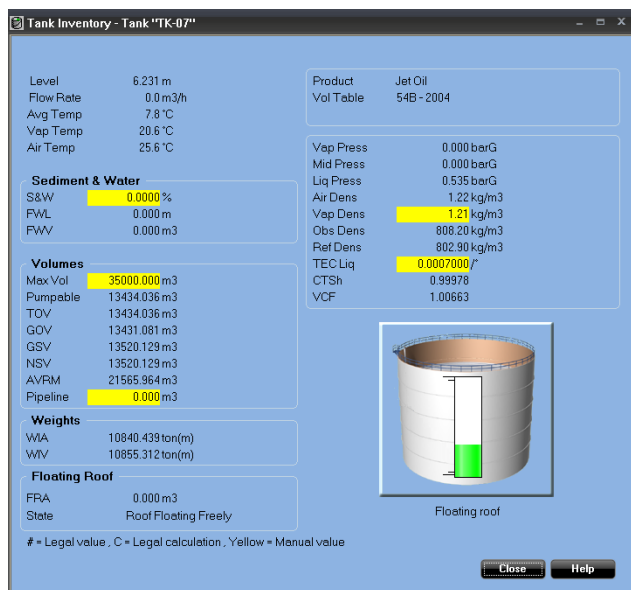 Tank Inventory - Tank "TK-07"
Level 6.231 m
Flow Rate 0.0 m3/h
Avg Temp 7.8 °C
Vap Temp 20.6 °C
Air Temp 25.6 °C
Sediment & Water
S&W 0.0000 %
FWL 0.000 m
FWV 0.000 m3
Volumes
Max Vol 35000.000 m3
Pumpable 13434.036 m3
TOV 13434.036 m3
GOV 13431.081 m3
GSV 13520.129 m3
NSV 13520.129 m3
AVRM 21565.964 m3
Pipeline 0.000 m3
Weights
WIA 10840.439 ton(m)
WIV 10855.312 ton(m)
Floating Roof
FRA 0.000 m3
State Roof Floating Freely
Product Jet Oil
Vol Table 54B - 2004
Vap Press 0.000 barG
Mid Press 0.000 barG
Liq Press 0.535 barG
Air Dens 1.22 kg/m3
Vap Dens 1.21 kg/m3
Obs Dens 808.20 kg/m3
Ref Dens 802.90 kg/m3
TEC Liq 0.0007000 /°
CTSh 0.99978
VCF 1.00663
Floating roof
# = Legal value , C = Legal calculation , Yellow = Manual value
Close Help